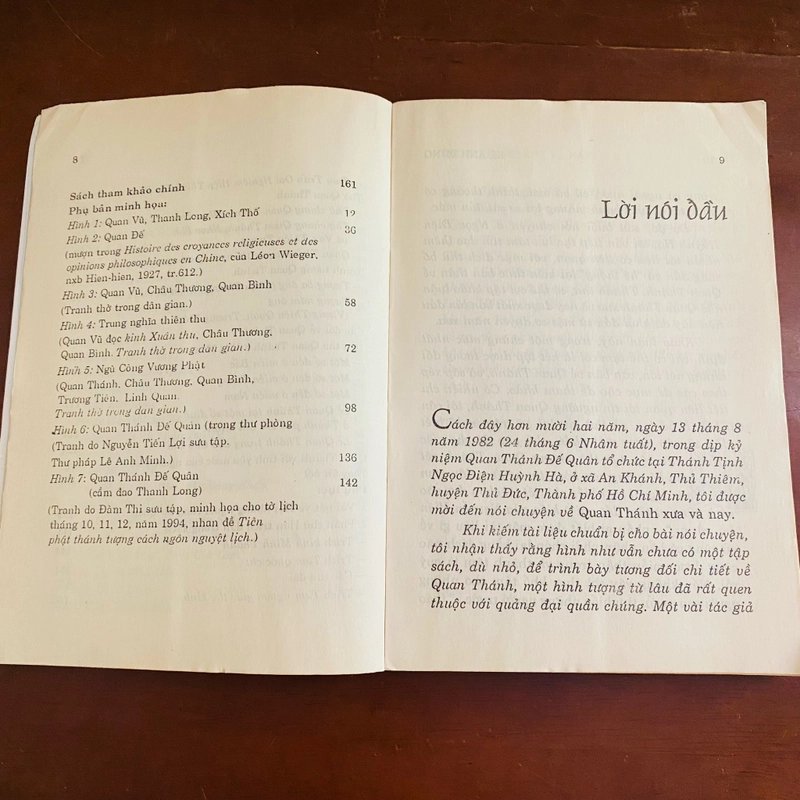 8
Sách tham khảo chính 161
Phụ bản minh họa:
Hình 1: Quan Vũ, Thanh Long, Xích Thố 12
Hình 2: Quan Đế 36
(mượn trong Histoire des croyances religieuses et des
opinions philosophiques en Chine, của Léon Wieger,
nxb Hien-hien, 1927, tr.612.)
Hình 3: Quan Vũ, Châu Thương, Quan Bình
(Tranh thờ trong dân gian.) 58
Hình 4: Trung nghĩa thiên thu
(Quan Vũ đọc kinh Xuân thu, Châu Thương,
Quan Bình. Tranh thờ trong dân gian.) 72
Hình 5: Ngũ Công Vương Phật
(Quan Thánh, Châu Thương, Quan Bình,
Trương Tiên, Linh Quan.
Tranh thờ trong dân gian.) 98
Hình 6: Quan Thánh Đế Quân (trong thư phòng
(Tranh do Nguyễn Tiến Lợi sưu tập.
Thư pháp Lê Anh Minh.) 136
Hình 7: Quan Thánh Đế Quân 142
(cầm đao Thanh Long)
(Tranh do Đàm Thi sưu tập, minh họa cho tờ lịch
tháng 10, 11, 12, năm 1994, nhan đề Tiên
phật thánh tượng cách ngôn nguyệt lịch.)
9
Lời nói đầu
Cách đây hơn mười hai năm, ngày 13 tháng 8
năm 1982 (24 tháng 6 Nhâm tuất), trong dịp kỷ
niệm Quan Thánh Đế Quân tổ chức tại Thánh Tịnh
Ngọc Điện Huỳnh Hà, ở xã An Khánh, Thủ Thiêm,
huyện Thủ Đức, Thành phố Hồ Chí Minh, tôi được
mời đến nói chuyện về Quan Thánh xưa và nay.
Khi kiếm tài liệu chuẩn bị cho bài nói chuyện,
tôi nhận thấy rằng hình như vẫn chưa có một tập
sách, dù nhỏ, để trình bày tương đối chi tiết về
Quan Thánh, một hình tượng từ lâu đã rất quen
thuộc với quảng đại quần chúng. Một vài tác giả